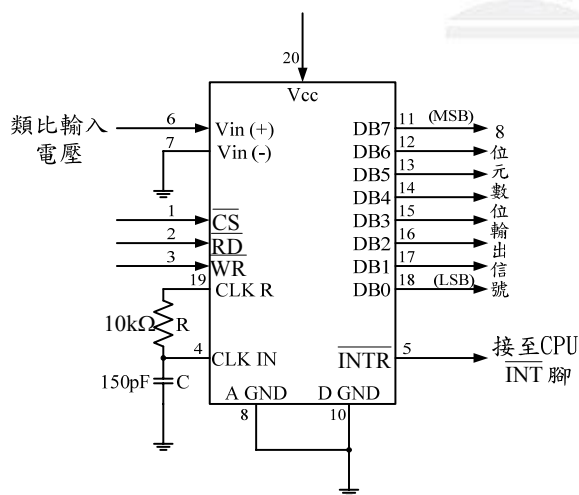 20
Vcc
類比輸入
電壓
6
Vin (+)
7
Vin (-)
1
CS
2
RD
3
WR
19
CLK R
10kΩ
R
4
CLK IN
150pF
C
A GND
8
D GND
10
DB7
11
(MSB)
DB6
12
DB5
13
DB4
14
DB3
15
DB2
16
DB1
17
DB0
18
(LSB)
8位元數位輸出信號
INTR
5
接至CPU
INT 腳